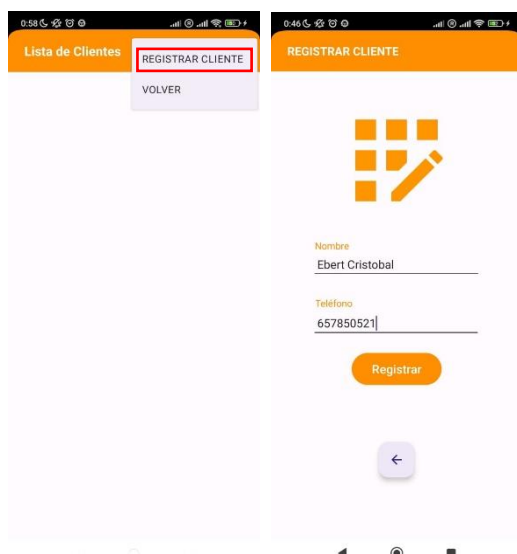 0:58
Lista de Clientes
REGISTRAR CLIENTE
VOLVER
0:46
REGISTRAR CLIENTE
Nombre
Ebert Cristobal
Teléfono
657850521
Registrar